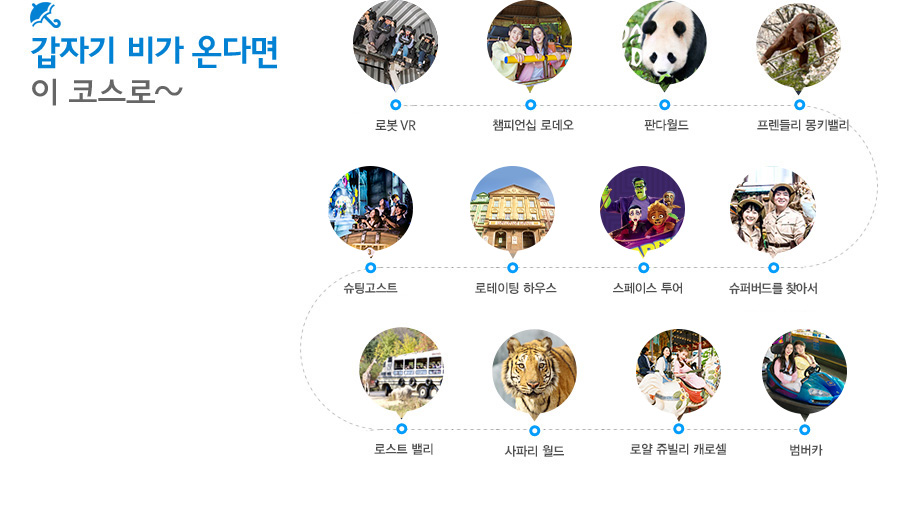 갑자기 비가 온다면
이 코스로~
로봇 VR
챔피언십 로데오
판다월드
프렌들리 몽키밸리
슈팅고스트
로테이팅 하우스
스페이스 투어
슈퍼버드를 찾아서
로스트 밸리
사파리 월드
로얄 쥬빌리 캐로셀
범버카